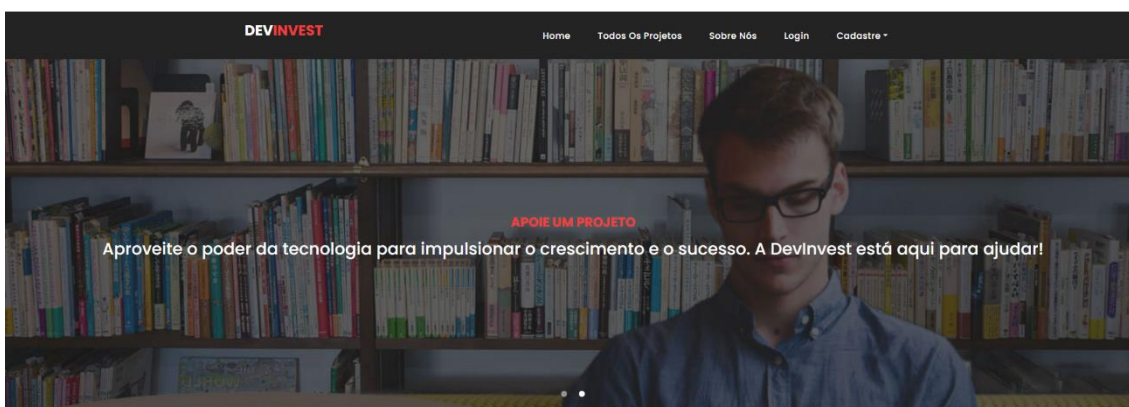 DEVINVEST
Home Todos Os Projetos Sobre Nós Login Cadastre
APOIE UM PROJETO
Aproveite o poder da tecnologia para impulsionar o crescimento e o sucesso. A DevInvest está aqui para ajudar!